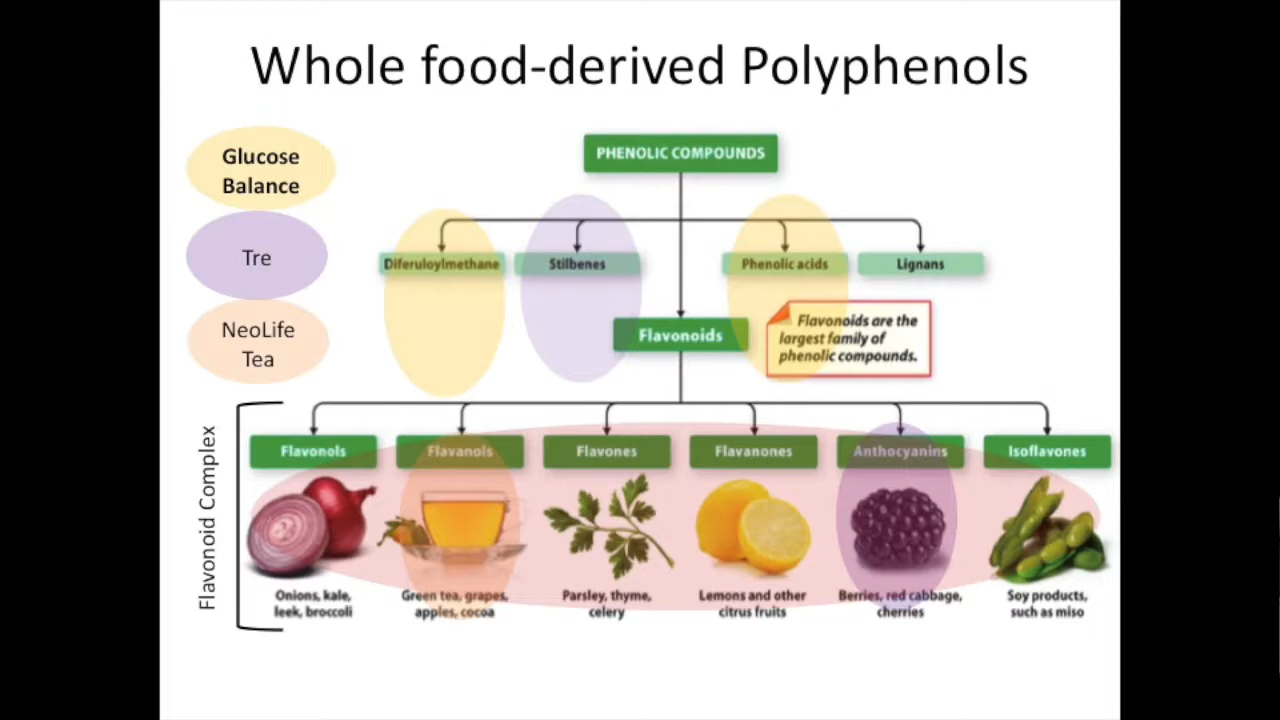 Whole food-derived Polyphenols
Glucose
Balance
Tre
NeoLife
Tea
PHENOLIC COMPOUNDS
Diferuloylmethane
Stilbenes
Phenolic acids
Lignans
Flavonoids
Flavonoids are the
largest family of
phenolic compounds.
Flavonoid Complex
Flavonols
Flavanols
Flavones
Flavanones
Anthocyanins
Isoflavones
Onions, kale,
leek, broccoli
Green tea, grapes,
apples, cocoa
Parsley, thyme,
celery
Lemons and other
citrus fruits
Berries, red cabbage,
cherries
Soy products,
such as miso